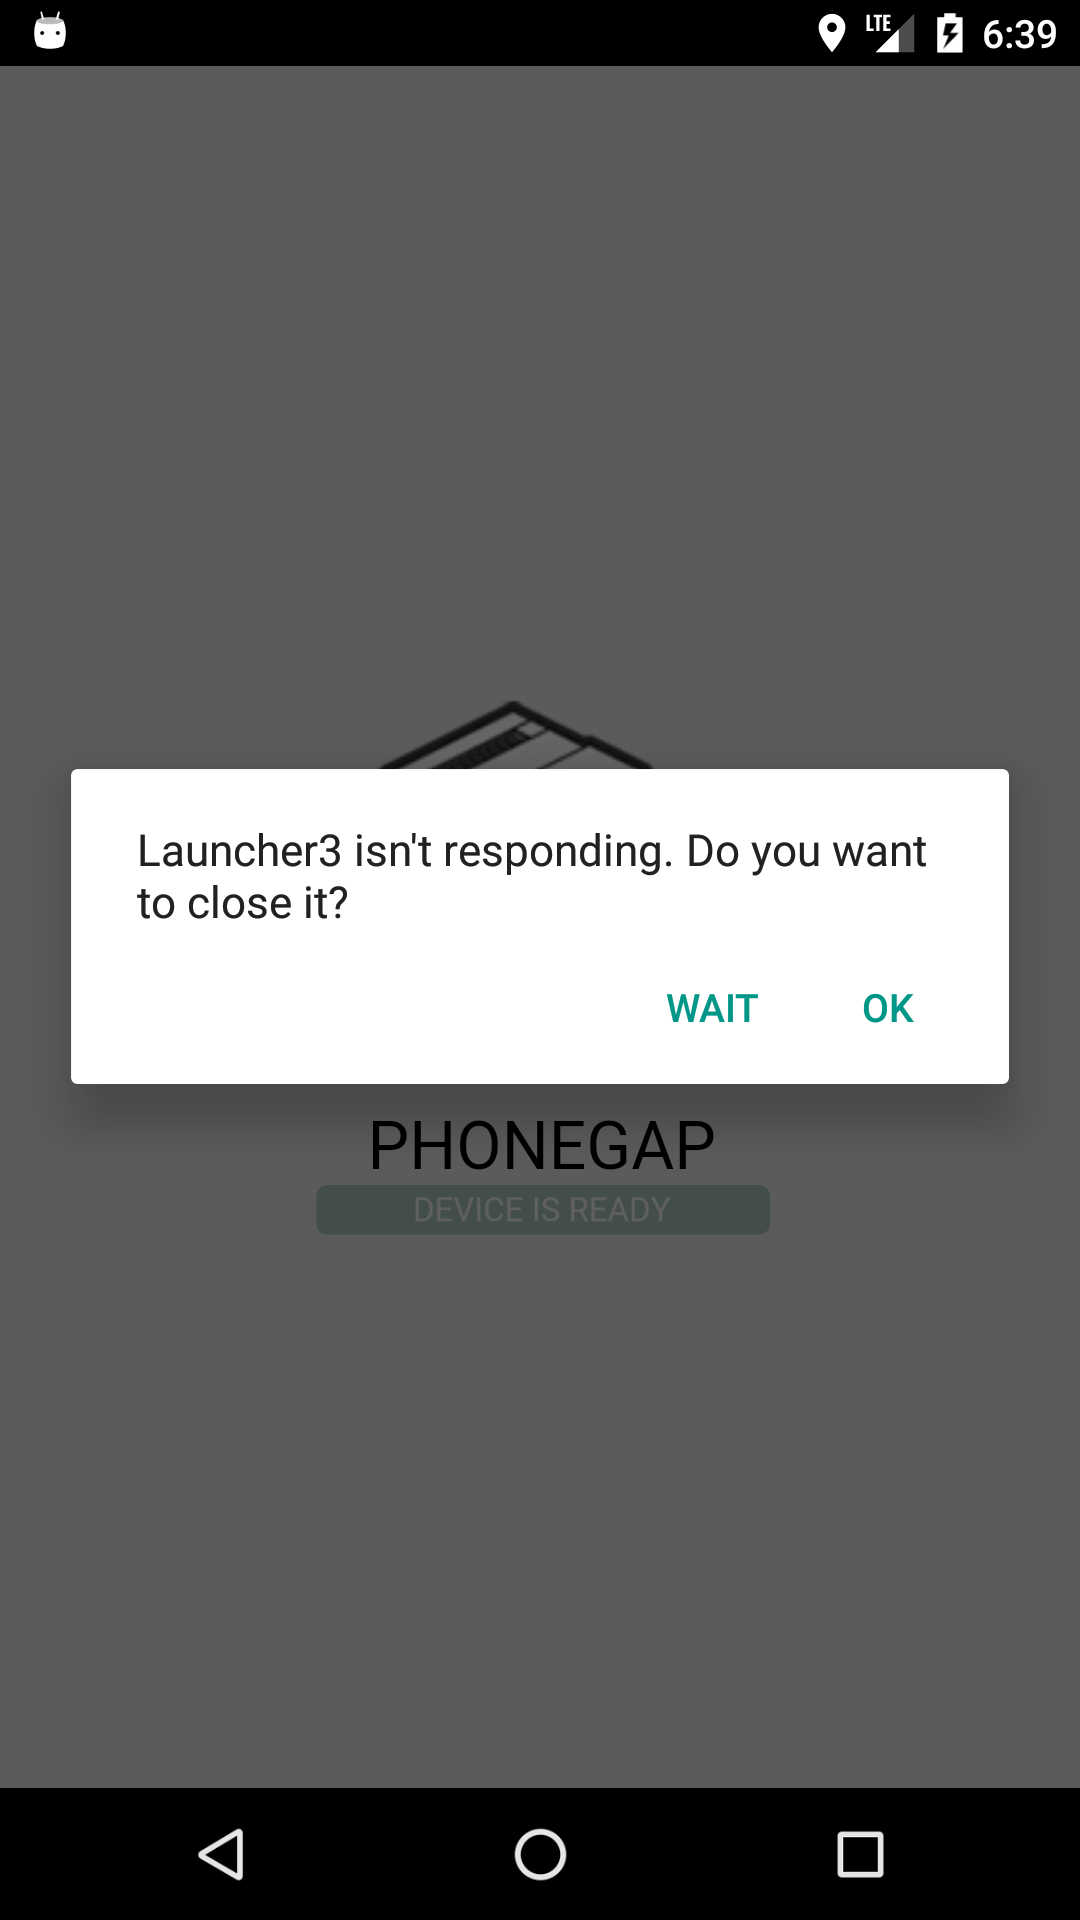 LTE 6:39
Launcher3 isn't responding. Do you want
to close it?
WAIT OK
PHONEGAP
DEVICE IS READY